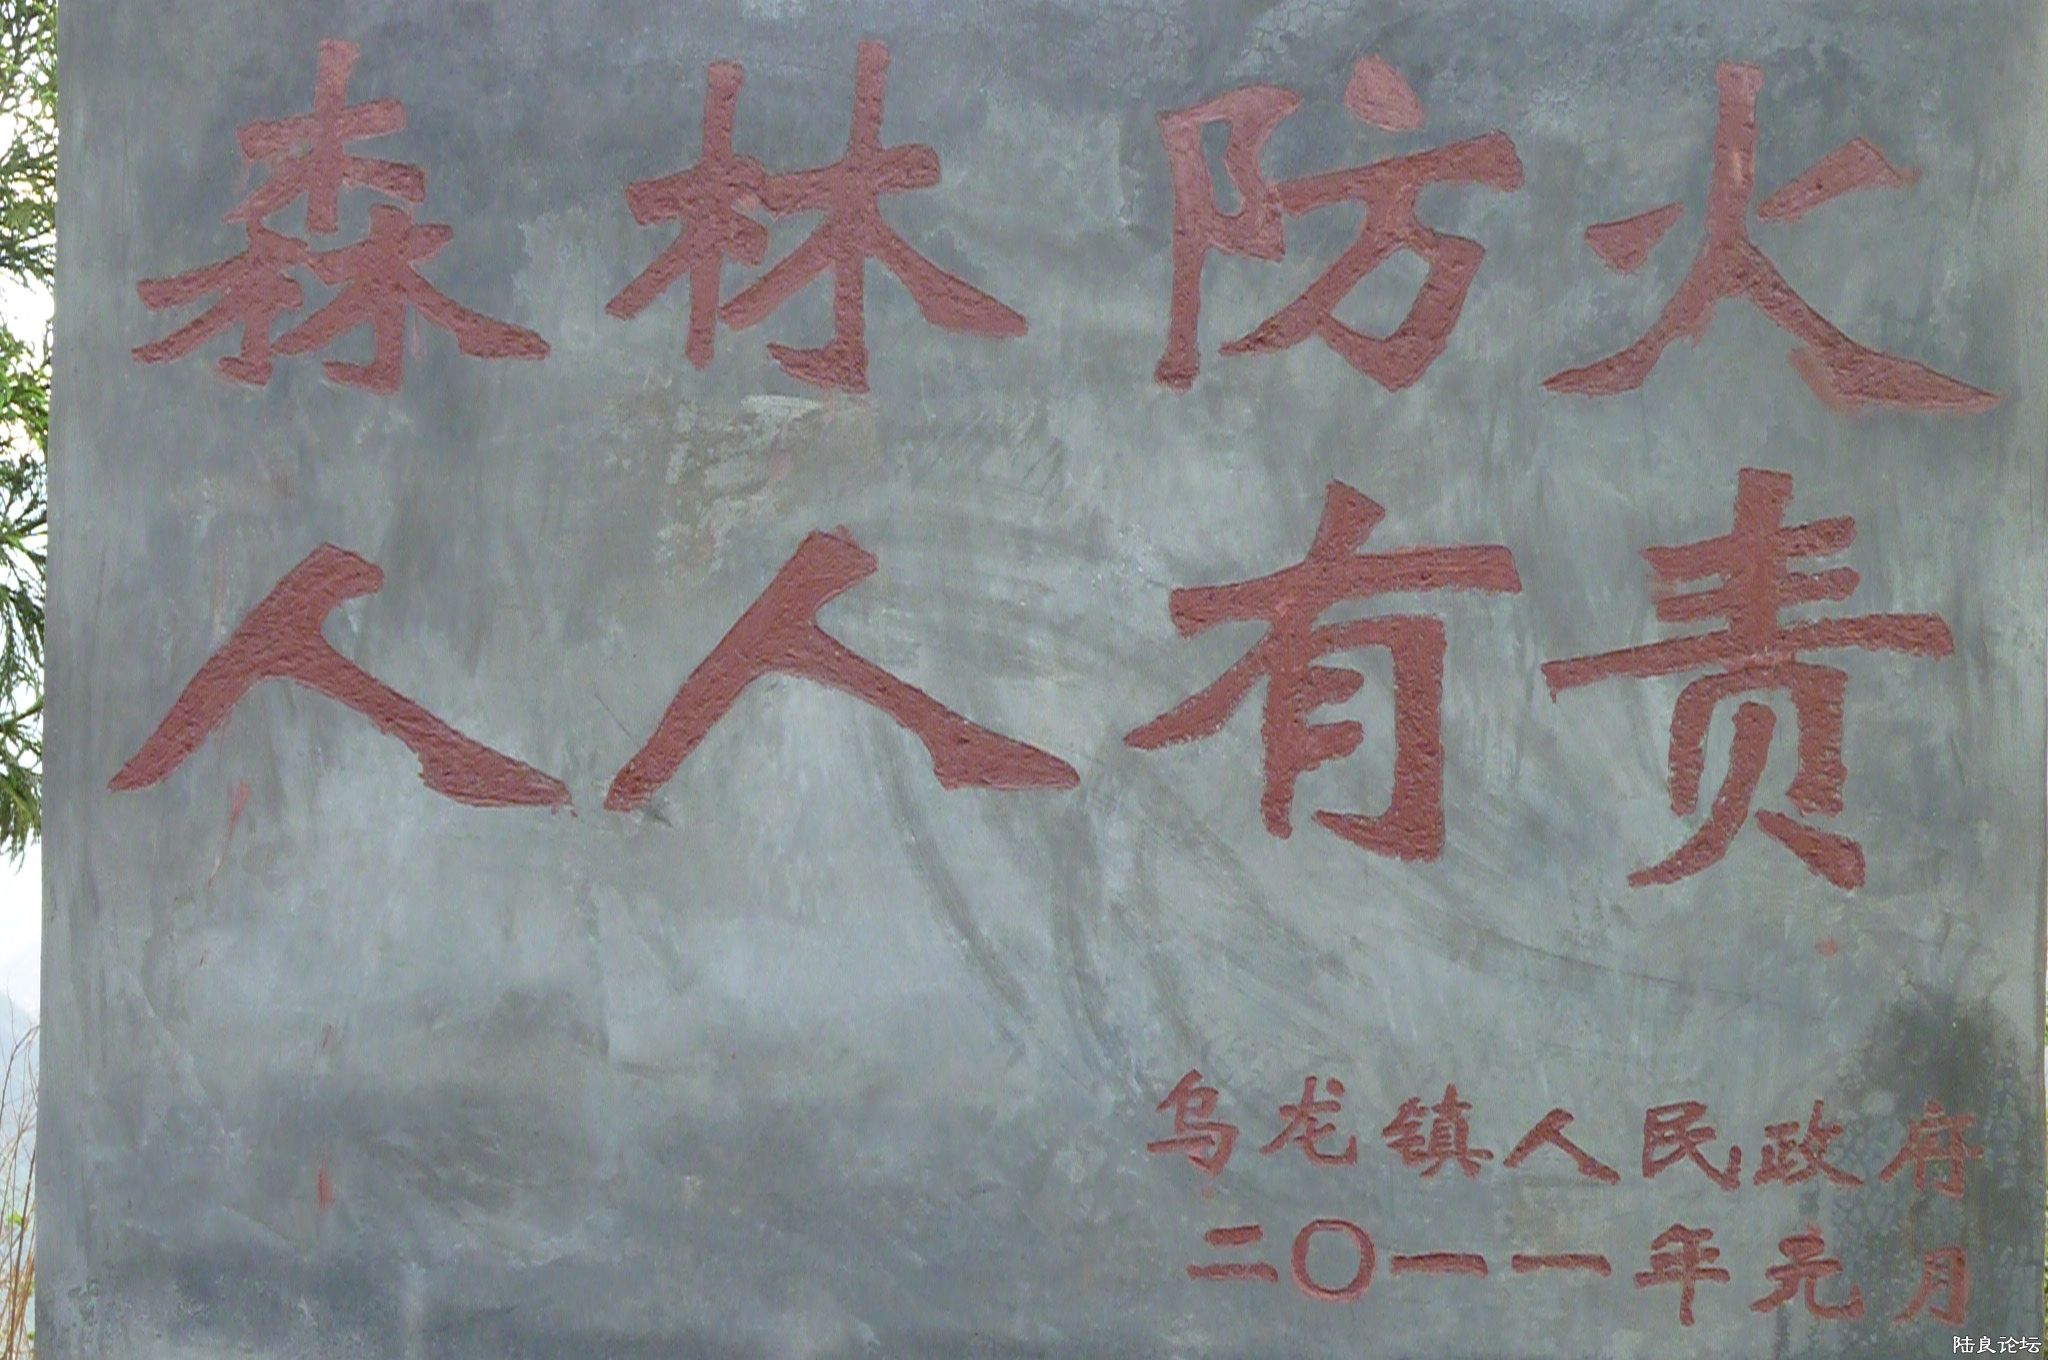 森林防火
人人有责
乌龙镇人民政府
二〇一一年元月
陆良论坛